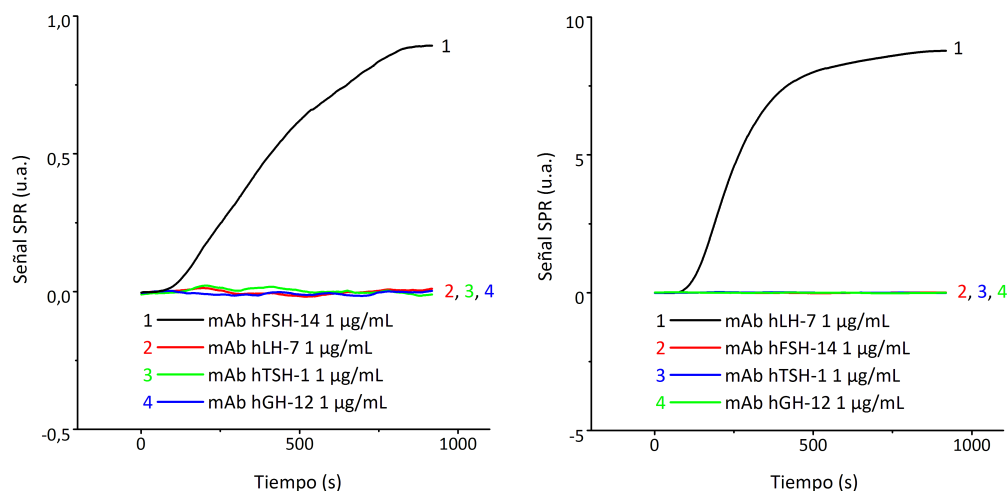 1,0
0,5
0,0
-0,5
Señal SPR (u.a.)
1
2, 3, 4
1 mAb hFSH-14 1 µg/mL
2 mAb hLH-7 1 µg/mL
3 mAb hTSH-1 1 µg/mL
4 mAb hGH-12 1 µg/mL
0 500 1000
Tiempo (s)
10
5
0
-5
Señal SPR (u.a.)
1
2, 3, 4
1 mAb hLH-7 1 µg/mL
2 mAb hFSH-14 1 µg/mL
3 mAb hTSH-1 1 µg/mL
4 mAb hGH-12 1 µg/mL
0 500 1000
Tiempo (s)